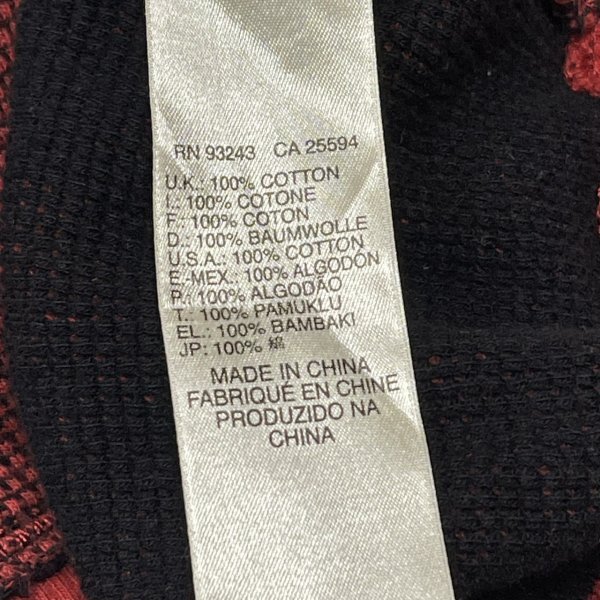 RN 93243 CA 25594
U.K.: 100% COTTON
I.: 100% COTONE
F.: 100% COTON
D.: 100% BAUMWOLLE
U.S.A.: 100% COTTON
E-MEX.: 100% ALGODÓN
P.: 100% ALGODÃO
T.: 100% PAMUKLU
EL.: 100% BAMBAKI
JP: 100% 綿
MADE IN CHINA
FABRIQUÉ EN CHINE
PRODUZIDO NA
CHINA